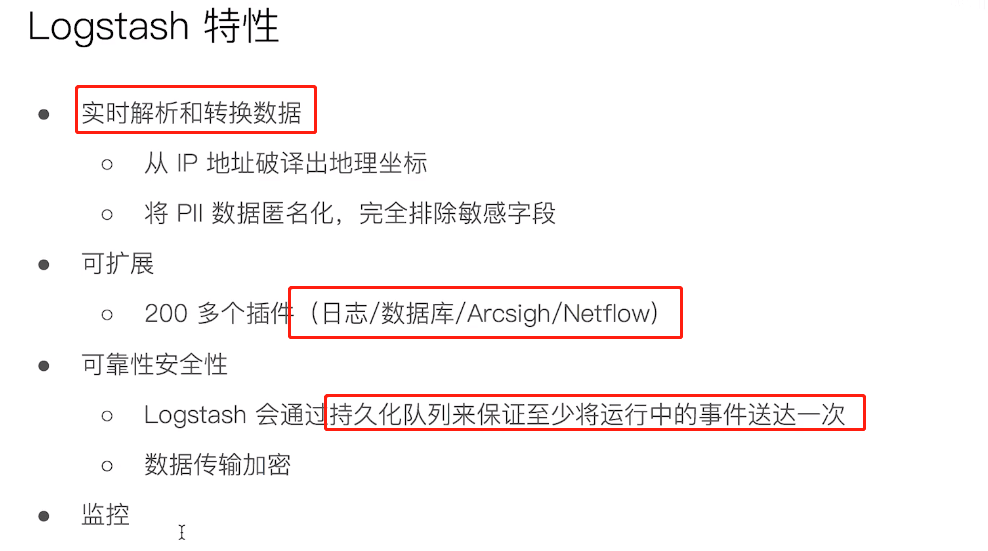 Logstash 特性
实时解析和转换数据
从 IP 地址破译出地理坐标
将 PII 数据匿名化，完全排除敏感字段
可扩展
200 多个插件（日志/数据库/Arcsigh/Netflow）
可靠性安全性
Logstash 会通过持久化队列来保证至少将运行中的事件送达一次
数据传输加密
监控